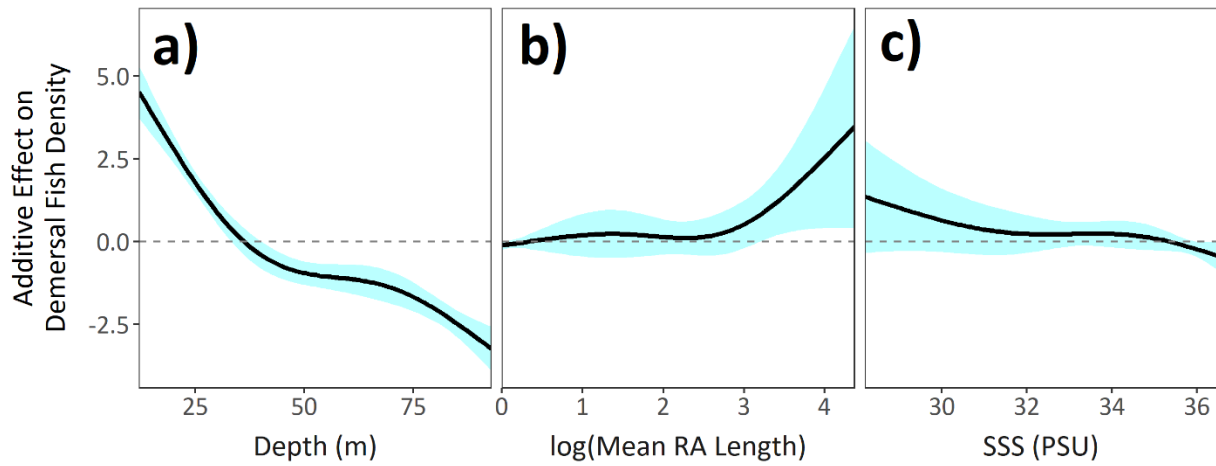 Additive Effect on
Demersal Fish Density
5.0
2.5
0.0
-2.5
a)
25 50 75
Depth (m)
b)
0 1 2 3 4
log(Mean RA Length)
c)
30 32 34 36
SSS (PSU)